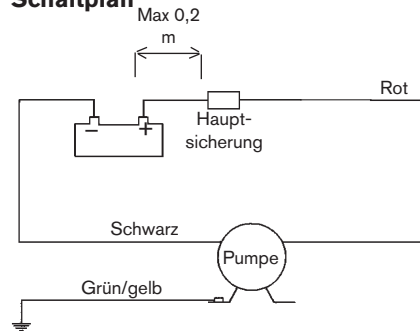 Schaltplan
Max 0,2
m
Rot
– +
Haupt-
sicherung
Schwarz
Pumpe
Grün/gelb